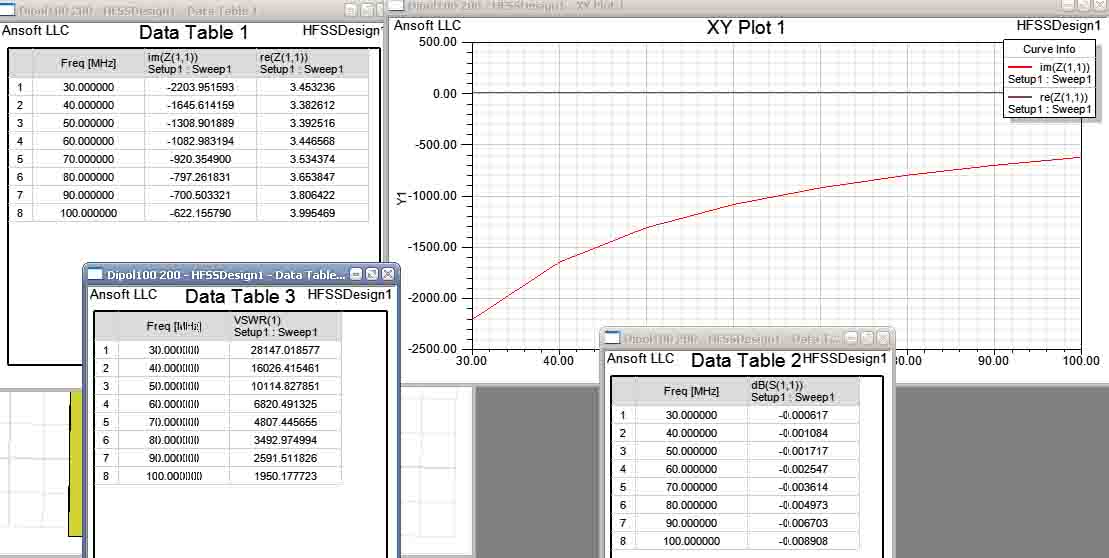 Dipol100 200 - HFSSDesign1 - Data Table 1
Ansoft LLC Data Table 1 HFSSDesign1
Freq [MHz] im(Z(1,1)) Setup1 : Sweep1 re(Z(1,1)) Setup1 : Sweep1
1 30.000000 -2203.951593 3.453236
2 40.000000 -1645.614159 3.382612
3 50.000000 -1308.901889 3.392516
4 60.000000 -1082.983194 3.446568
5 70.000000 -920.354900 3.534374
6 80.000000 -797.261831 3.653847
7 90.000000 -700.503321 3.806422
8 100.000000 -622.155790 3.995469
Dipol100 200 - HFSSDesign1 - XY Plot 1
Ansoft LLC XY Plot 1 HFSSDesign1
Curve Info
im(Z(1,1))
Setup1 : Sweep1
re(Z(1,1))
Setup1 : Sweep1
500.00
0.00
-500.00
-1000.00
-1500.00
-2000.00
-2500.00
Y1
30.00 40.00 90.00 100.00
Dipol100 200 - HFSSDesign1 - Data Table...
Ansoft LLC Data Table 3 HFSSDesign1
Freq [MHz] VSWR(1) Setup1 : Sweep1
1 30.000000 28147.018577
2 40.000000 16026.415461
3 50.000000 10114.827851
4 60.000000 6820.491325
5 70.000000 4807.445655
6 80.000000 3492.974994
7 90.000000 2591.511826
8 100.000000 1950.177723
Dipol100 200 - HFSSDesign1 - Data T...
Ansoft LLC Data Table 2 HFSSDesign1
Freq [MHz] dB(S(1,1)) Setup1 : Sweep1
1 30.000000 -0.000617
2 40.000000 -0.001084
3 50.000000 -0.001717
4 60.000000 -0.002547
5 70.000000 -0.003614
6 80.000000 -0.004973
7 90.000000 -0.006703
8 100.000000 -0.008908